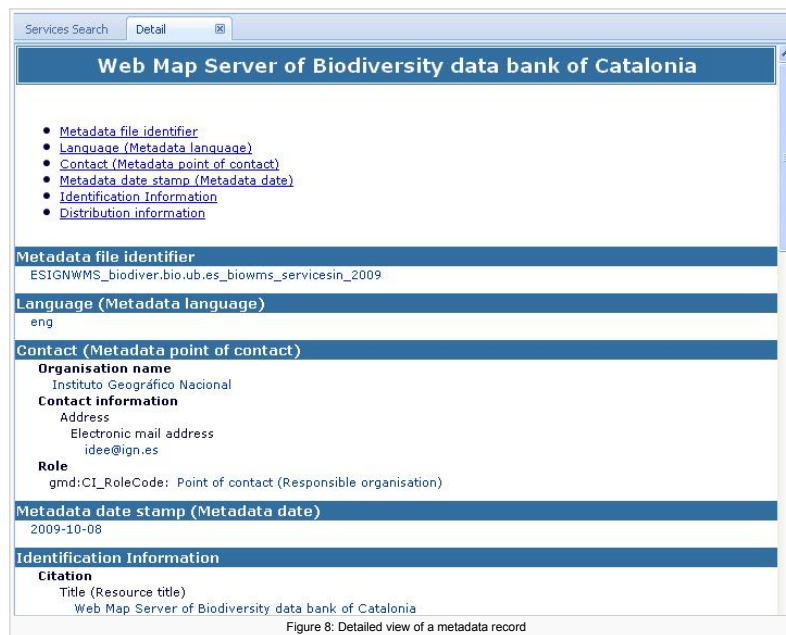 Services Search Detail
Web Map Server of Biodiversity data bank of Catalonia
Metadata file identifier
Language (Metadata language)
Contact (Metadata point of contact)
Metadata date stamp (Metadata date)
Identification Information
Distribution information
Metadata file identifier
ESIGNWMS_biodiver.bio.ub.es_biowms_servicesin_2009
Language (Metadata language)
eng
Contact (Metadata point of contact)
Organisation name
Instituto Geográfico Nacional
Contact information
Address
Electronic mail address
idee@ign.es
Role
gmd:CI_RoleCode: Point of contact (Responsible organisation)
Metadata date stamp (Metadata date)
2009-10-08
Identification Information
Citation
Title (Resource title)
Web Map Server of Biodiversity data bank of Catalonia
Figure 8: Detailed view of a metadata record